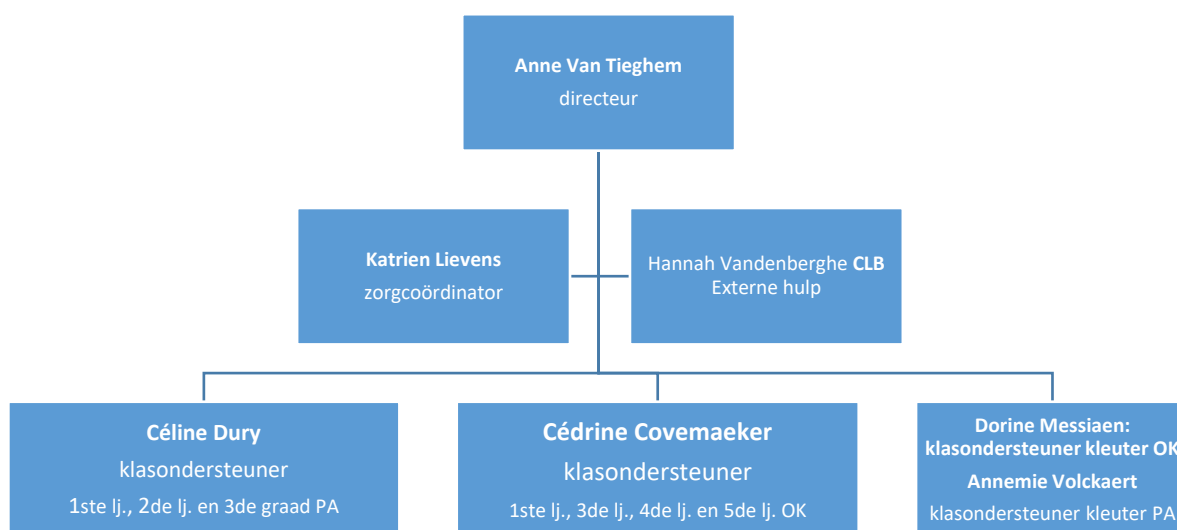 Anne Van Tieghem
directeur
Katrien Lievens
zorgcoördinator
Hannah Vandenberghe CLB
Externe hulp
Céline Dury
klasondersteuner
1ste lj., 2de lj. en 3de graad PA
Cédrine Covemaeker
klasondersteuner
1ste lj., 3de lj., 4de lj. en 5de lj. OK
Dorine Messiaen:
klasondersteuner kleuter OK
Annemie Volckaert
klasondersteuner kleuter PA